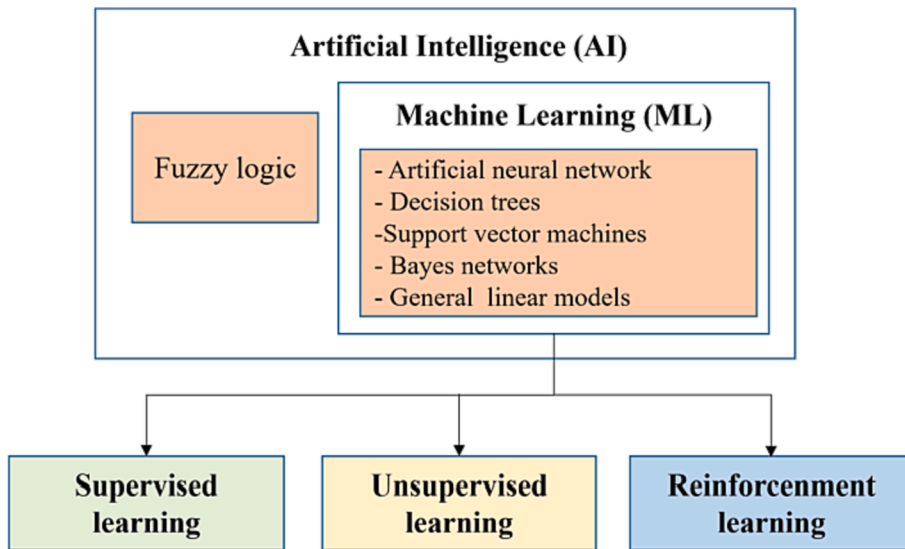 Artificial Intelligence (AI)
Machine Learning (ML)
Fuzzy logic
- Artificial neural network
- Decision trees
-Support vector machines
- Bayes networks
- General  linear models
Supervised
learning
Unsupervised
learning
Reinforcenment
learning